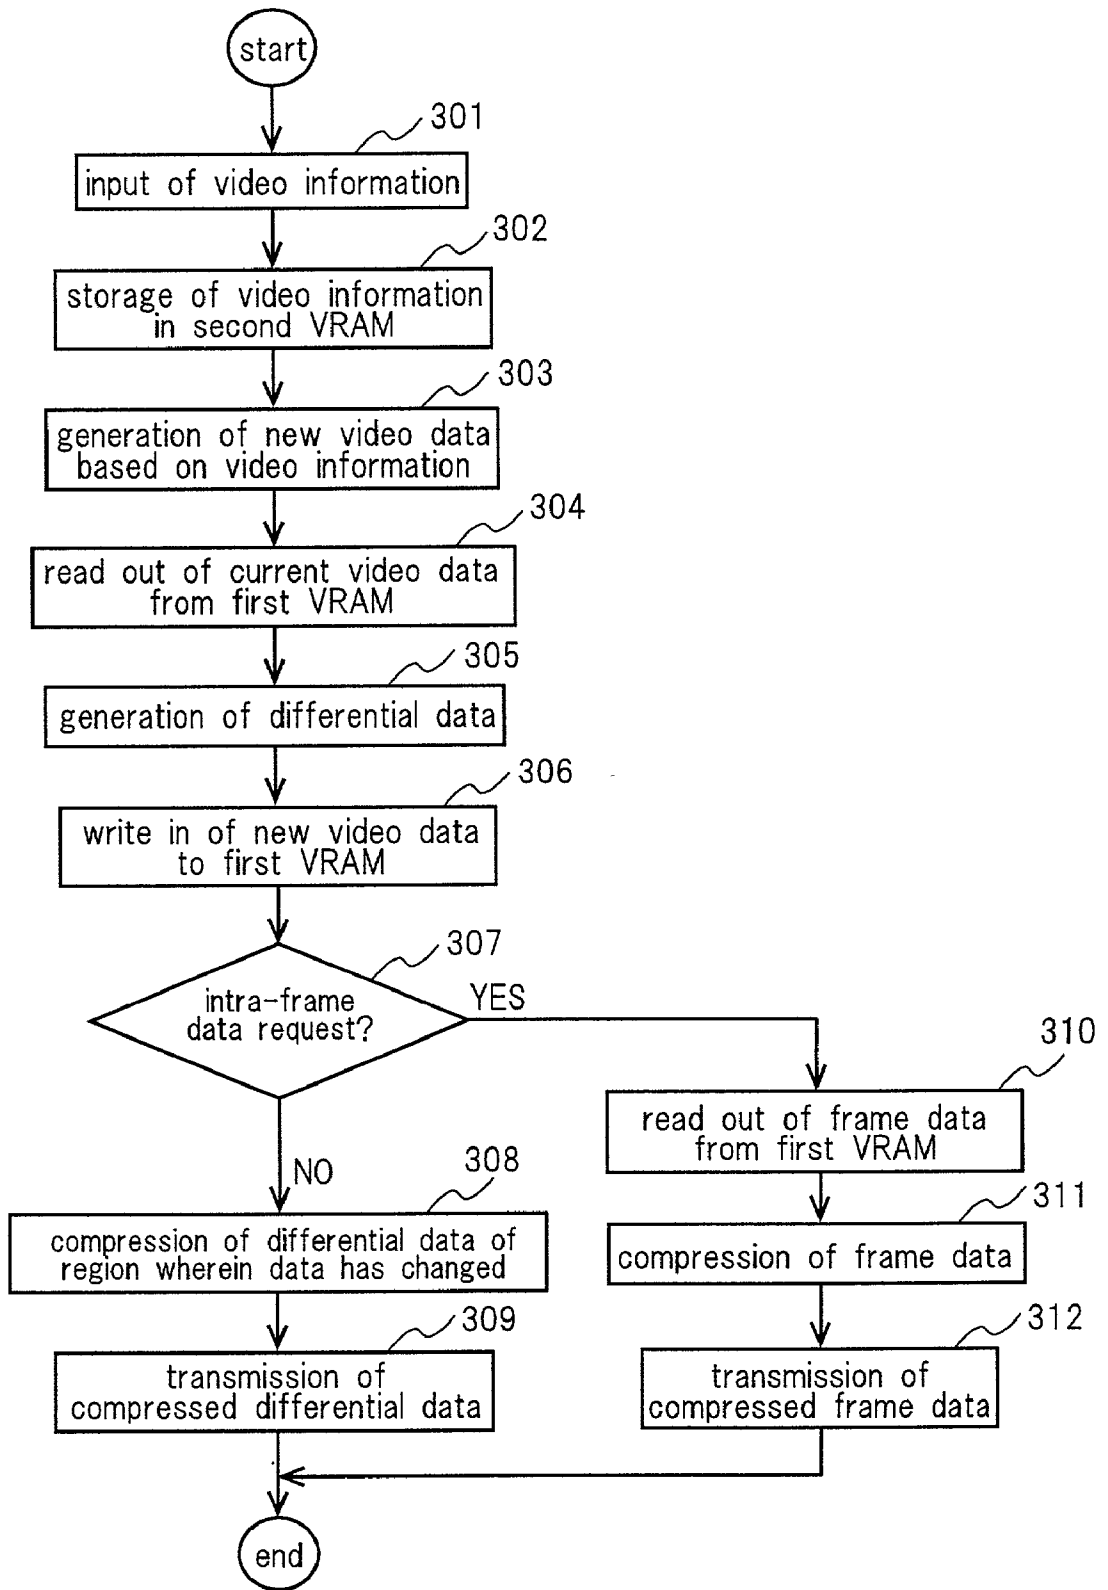 start
301
input of video information
302
storage of video information
in second VRAM
303
generation of new video data
based on video information
304
read out of current video data
from first VRAM
305
generation of differential data
306
write in of new video data
to first VRAM
307
intra-frame
data request?
YES
NO
310
read out of frame data
from first VRAM
308
compression of differential data of
region wherein data has changed
311
compression of frame data
309
transmission of
compressed differential data
312
transmission of
compressed frame data
end